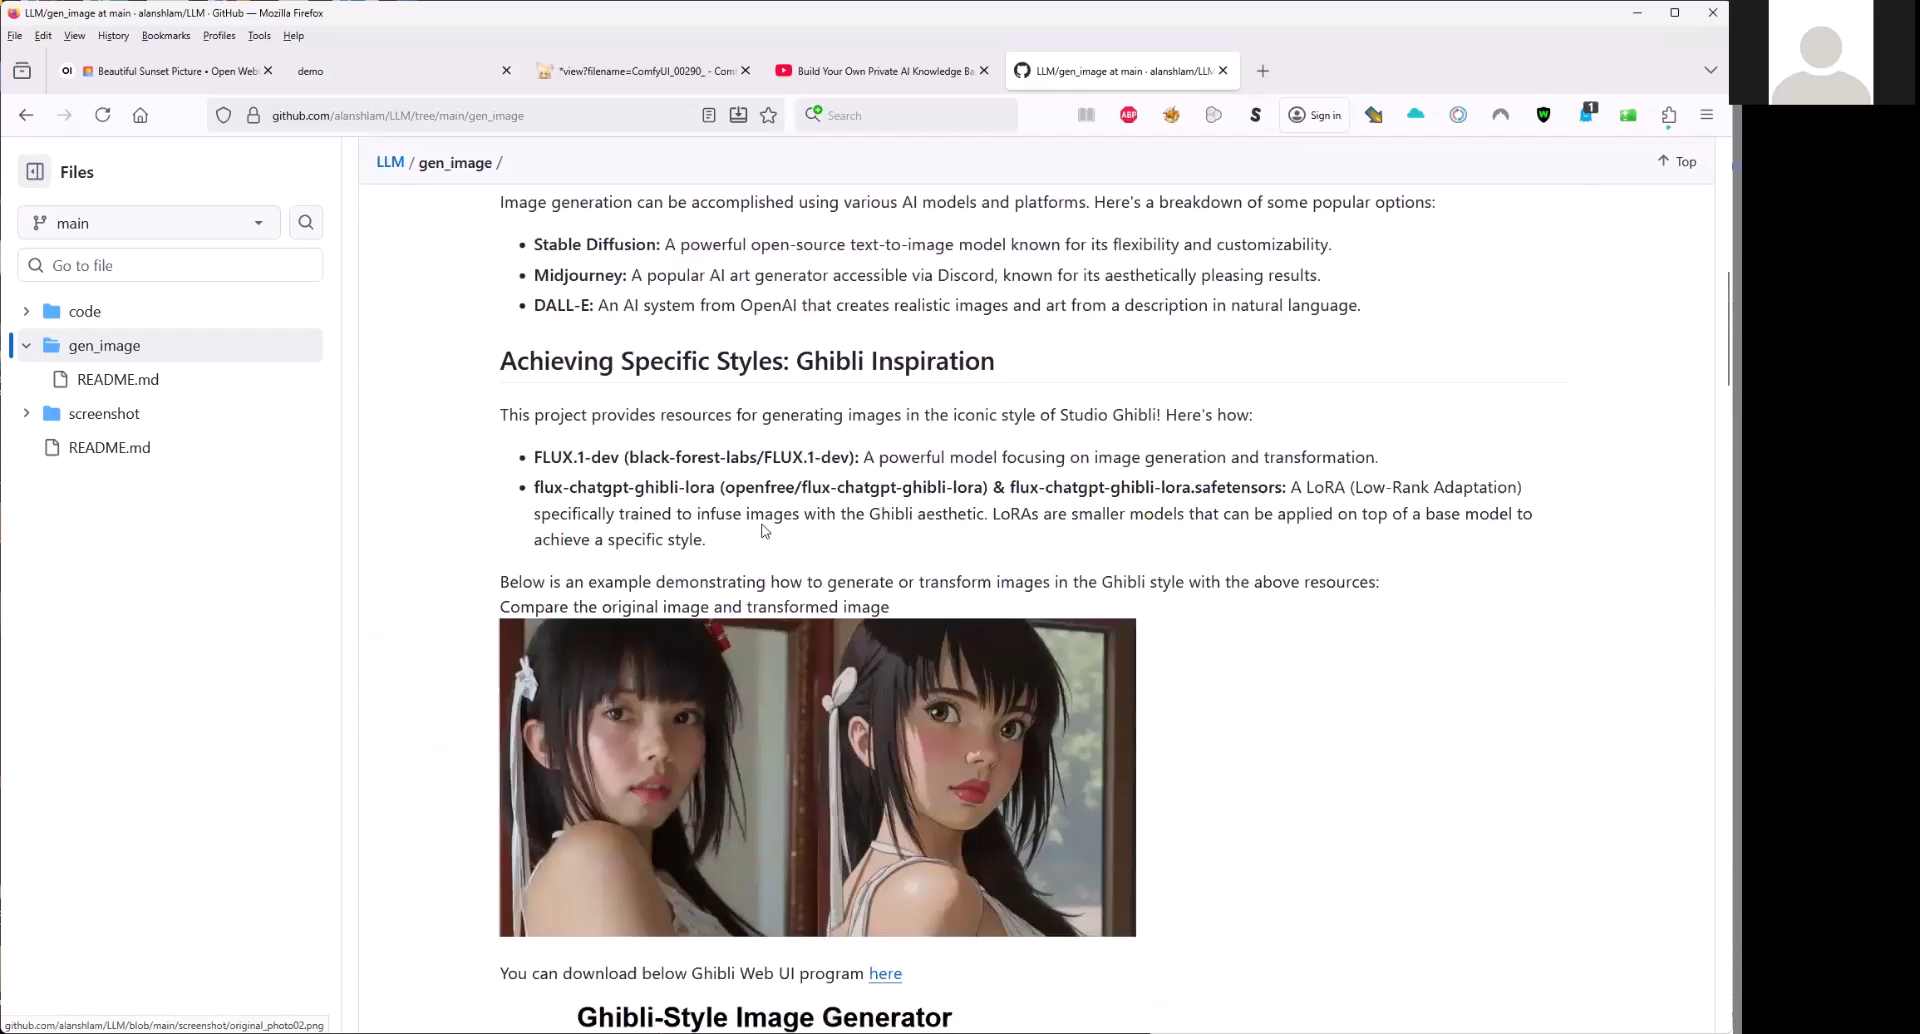 LLM/gen_image at main · alanshlam/LLM · GitHub — Mozilla Firefox
File Edit View History Bookmarks Profiles Tools Help
OI Beautiful Sunset Picture • Open Web
demo
*view?filename=ComfyUI_00290_ - Com
Build Your Own Private AI Knowledge Ba
LLM/gen_image at main · alanshlam/LLM
github.com/alanshlam/LLM/tree/main/gen_image
Search
ABP
S
Sign in
1
Files
main
Go to file
code
gen_image
README.md
screenshot
README.md
LLM / gen_image /
Top
Image generation can be accomplished using various AI models and platforms. Here's a breakdown of some popular options:
• Stable Diffusion: A powerful open-source text-to-image model known for its flexibility and customizability.
• Midjourney: A popular AI art generator accessible via Discord, known for its aesthetically pleasing results.
• DALL-E: An AI system from OpenAI that creates realistic images and art from a description in natural language.
Achieving Specific Styles: Ghibli Inspiration
This project provides resources for generating images in the iconic style of Studio Ghibli! Here's how:
• FLUX.1-dev (black-forest-labs/FLUX.1-dev): A powerful model focusing on image generation and transformation.
• flux-chatgpt-ghibli-lora (openfree/flux-chatgpt-ghibli-lora) & flux-chatgpt-ghibli-lora.safetensors: A LoRA (Low-Rank Adaptation)
specifically trained to infuse images with the Ghibli aesthetic. LoRAs are smaller models that can be applied on top of a base model to
achieve a specific style.
Below is an example demonstrating how to generate or transform images in the Ghibli style with the above resources:
Compare the original image and transformed image
You can download below Ghibli Web UI program here
Ghibli-Style Image Generator
github.com/alanshlam/LLM/blob/main/screenshot/original_photo02.png